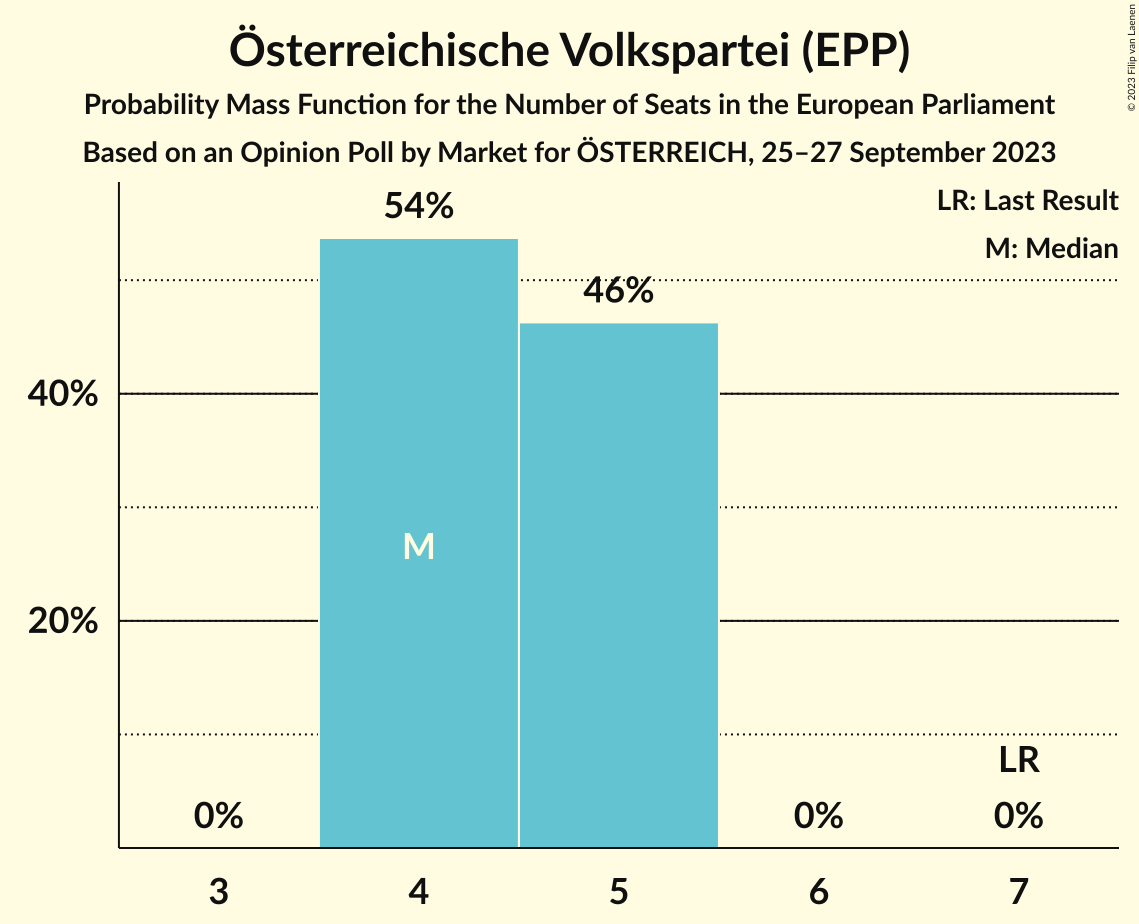 Österreichische Volkspartei (EPP)
Probability Mass Function for the Number of Seats in the European Parliament
Based on an Opinion Poll by Market for ÖSTERREICH, 25–27 September 2023
© 2023 Filip van Laenen
LR: Last Result
M: Median
54%
46%
40%
M
20%
LR
0%
0%
0%
3
4
5
6
7